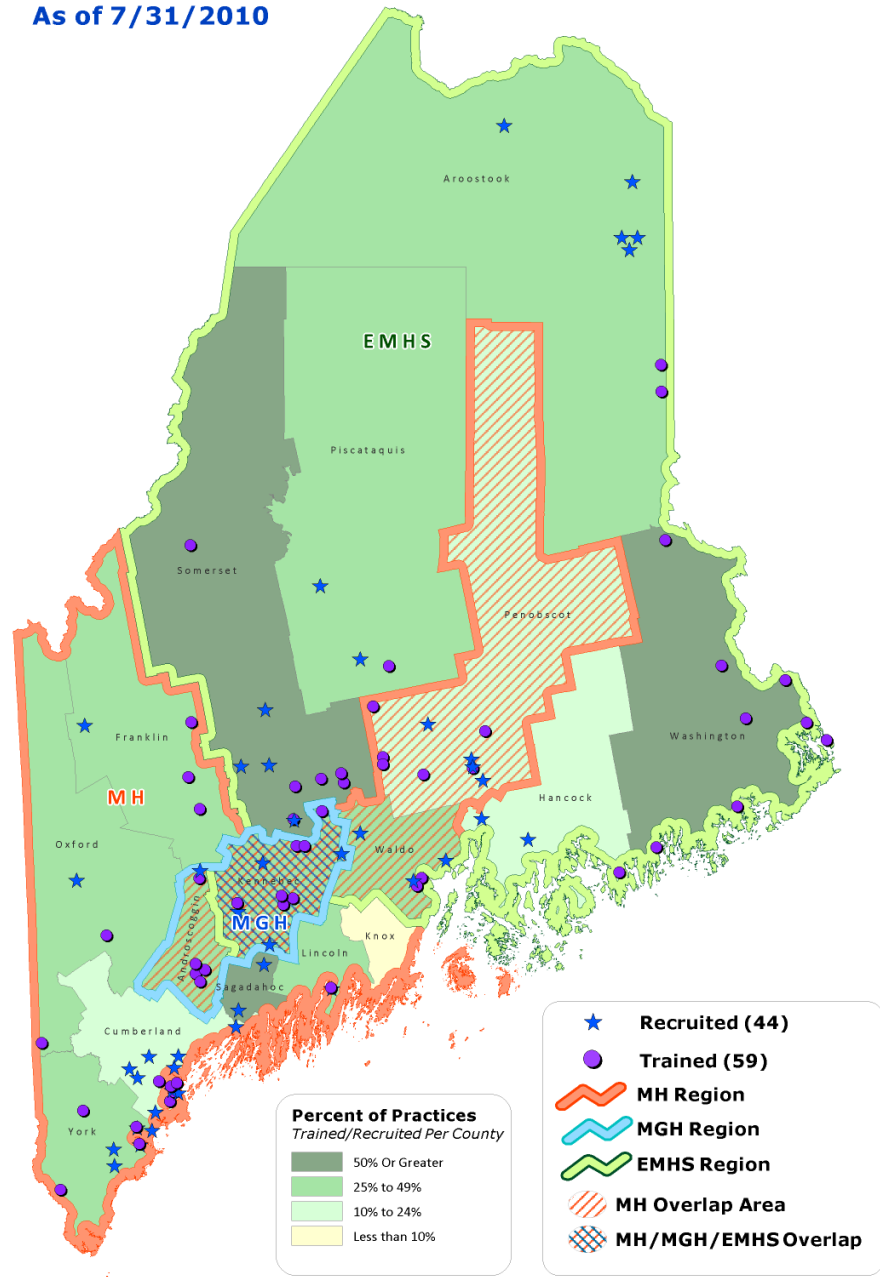 As of 7/31/2010
Aroostook
EMHS
Piscataquis
Somerset
Penobscot
Franklin
Washington
MH
Hancock
Oxford
Waldo
Kennebec
Androscoggin
MGH
Knox
Lincoln
Sagadahoc
Cumberland
York
Percent of Practices
Trained/Recruited Per County
50% Or Greater
25% to 49%
10% to 24%
Less than 10%
Recruited (44)
Trained (59)
MH Region
MGH Region
EMHS Region
MH Overlap Area
MH/MGH/EMHS Overlap